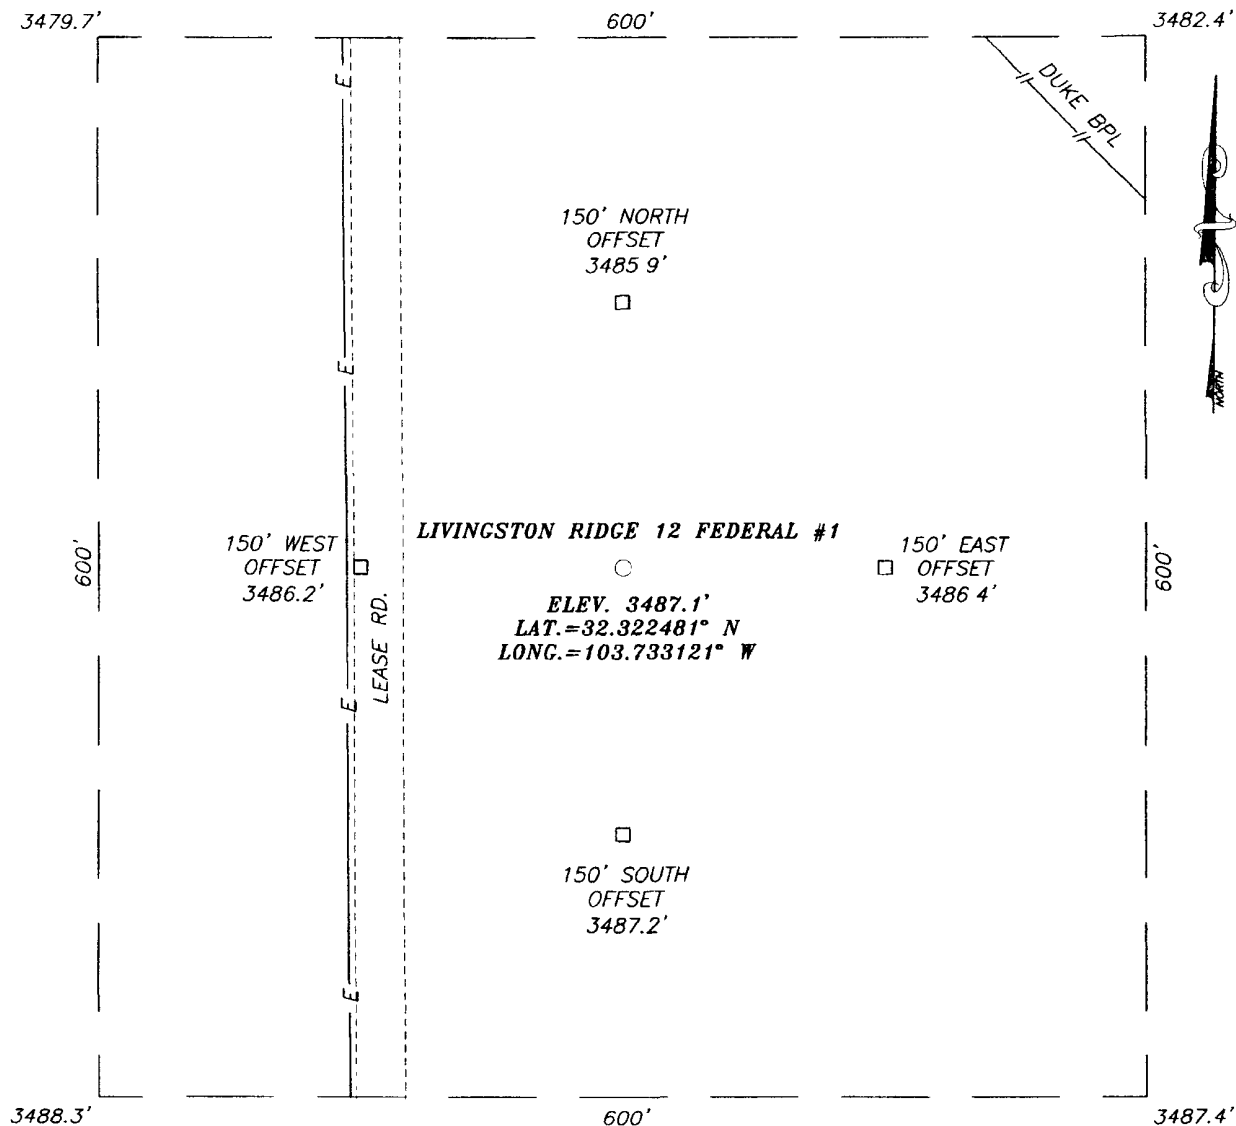 3479.7'
600'
3482.4'
E
DUKE BPL
150' NORTH
OFFSET
3485 9'
NORTH
E
LIVINGSTON RIDGE 12 FEDERAL #1
150' WEST
OFFSET
3486.2'
600'
150' EAST
OFFSET
3486 4'
600'
ELEV. 3487.1'
LAT.=32.322481° N
LONG.=103.733121° W
LEASE RD.
E
150' SOUTH
OFFSET
3487.2'
E
3488.3'
600'
3487.4'